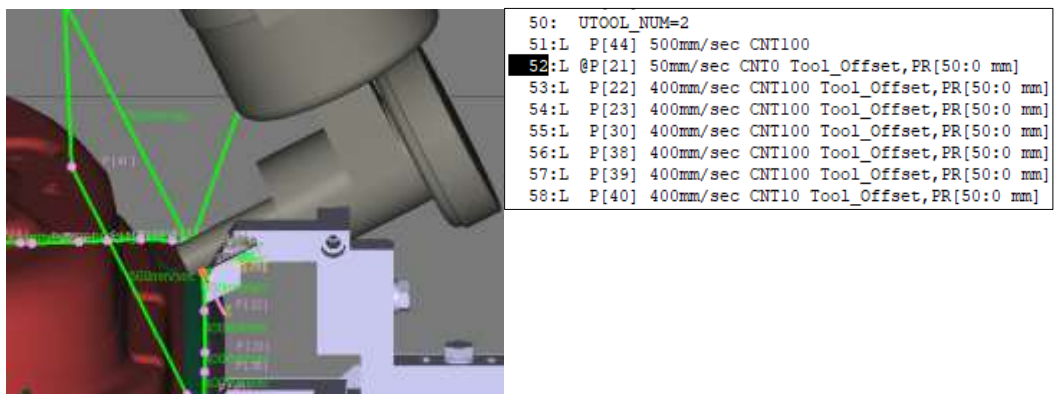 50: UTOOL_NUM=2
51:L P[44] 500mm/sec CNT100
52:L @P[21] 50mm/sec CNT0 Tool_Offset,PR[50:0 mm]
53:L P[22] 400mm/sec CNT100 Tool_Offset,PR[50:0 mm]
54:L P[23] 400mm/sec CNT100 Tool_Offset,PR[50:0 mm]
55:L P[30] 400mm/sec CNT100 Tool_Offset,PR[50:0 mm]
56:L P[38] 400mm/sec CNT100 Tool_Offset,PR[50:0 mm]
57:L P[39] 400mm/sec CNT100 Tool_Offset,PR[50:0 mm]
58:L P[40] 400mm/sec CNT10 Tool_Offset,PR[50:0 mm]